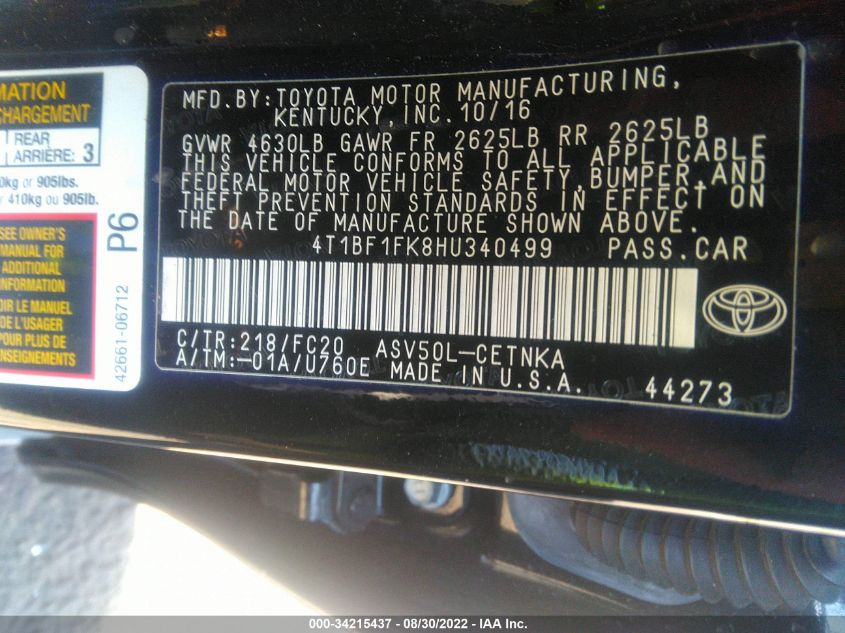 MATION
CHARGEMENT
REAR
ARRIÈRE: 3
0kg or 905lbs.
410kg ou 905lb.
SEE OWNER'S
MANUAL FOR
ADDITIONAL
INFORMATION
OIR LE MANUEL
DE L'USAGER
POUR PLUS DE
ENSEIGNEMENTS
P6
42661-06712
MFD.BY:TOYOTA MOTOR MANUFACTURING,
KENTUCKY,INC.10/16
GVWR 4630LB GAWR FR 2625LB RR 2625LB
THIS VEHICLE CONFORMS TO ALL APPLICABLE
FEDERAL MOTOR VEHICLE SAFETY,BUMPER,AND
THEFT PREVENTION STANDARDS IN EFFECT ON
THE DATE OF MANUFACTURE SHOWN ABOVE.
4T1BF1FK8HU340499 PASS.CAR
C/TR:218/FC20 ASV50L-CETNKA
A/TM:-01A/U760E MADE IN U.S.A.
44273
000-34215437 - 08/30/2022 - IAA Inc.